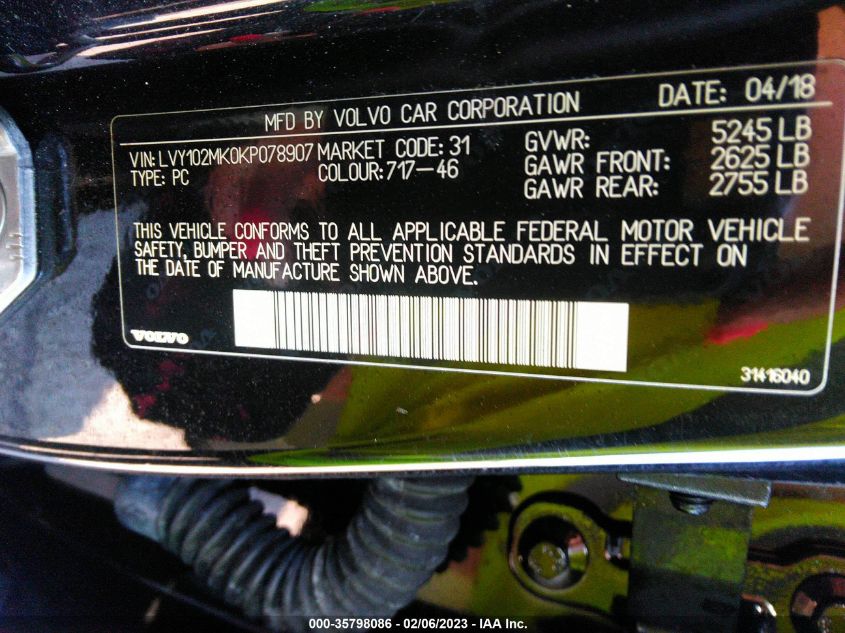 MFD BY VOLVO CAR CORPORATION DATE: 04/18
VIN: LVY102MK0KP078907 MARKET CODE: 31 GVWR: 5245 LB
TYPE: PC COLOUR: 717-46 GAWR FRONT: 2625 LB
GAWR REAR: 2755 LB
THIS VEHICLE CONFORMS TO ALL APPLICABLE FEDERAL MOTOR VEHICLE
SAFETY, BUMPER AND THEFT PREVENTION STANDARDS IN EFFECT ON
THE DATE OF MANUFACTURE SHOWN ABOVE.
VOLVO
31416040
000-35798086 - 02/06/2023 - IAA Inc.